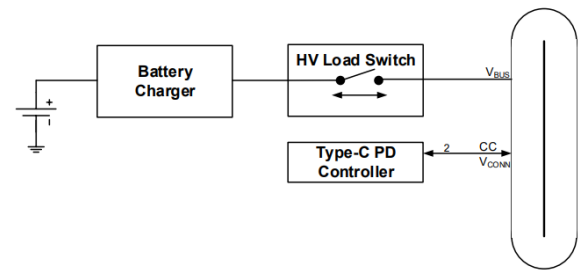 Battery
Charger
HV Load Switch
VBUS
+
Type-C PD
Controller
2
CC
VCONN